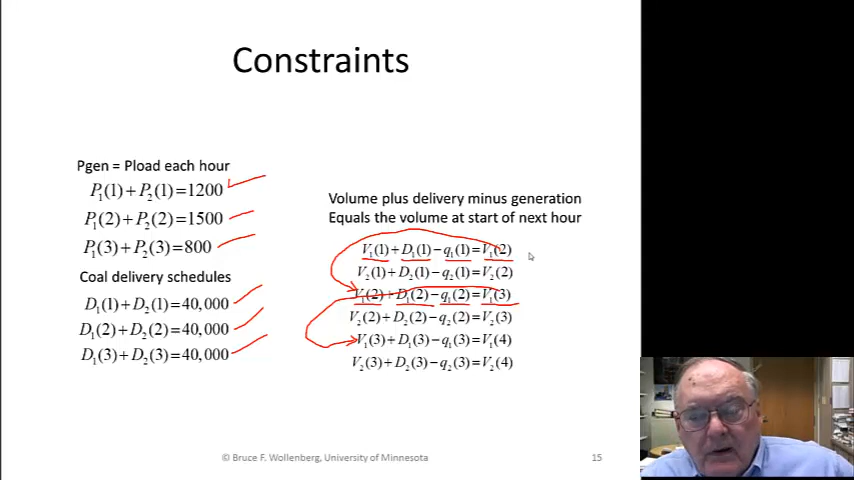 Constraints
Pgen = Pload each hour
P₁(1)+P₂(1)=1200
P₁(2)+P₂(2)=1500
P₁(3)+P₂(3)=800
Coal delivery schedules
D₁(1)+D₂(1)=40,000
D₁(2)+D₂(2)=40,000
D₁(3)+D₂(3)=40,000
Volume plus delivery minus generation
Equals the volume at start of next hour
V₁(1)+D₁(1)−q₁(1)=V₁(2)
V₂(1)+D₂(1)−q₂(1)=V₂(2)
V₁(2)+D₁(2)−q₁(2)=V₁(3)
V₂(2)+D₂(2)−q₂(2)=V₂(3)
V₁(3)+D₁(3)−q₁(3)=V₁(4)
V₂(3)+D₂(3)−q₂(3)=V₂(4)
© Bruce F. Wollenberg, University of Minnesota
15